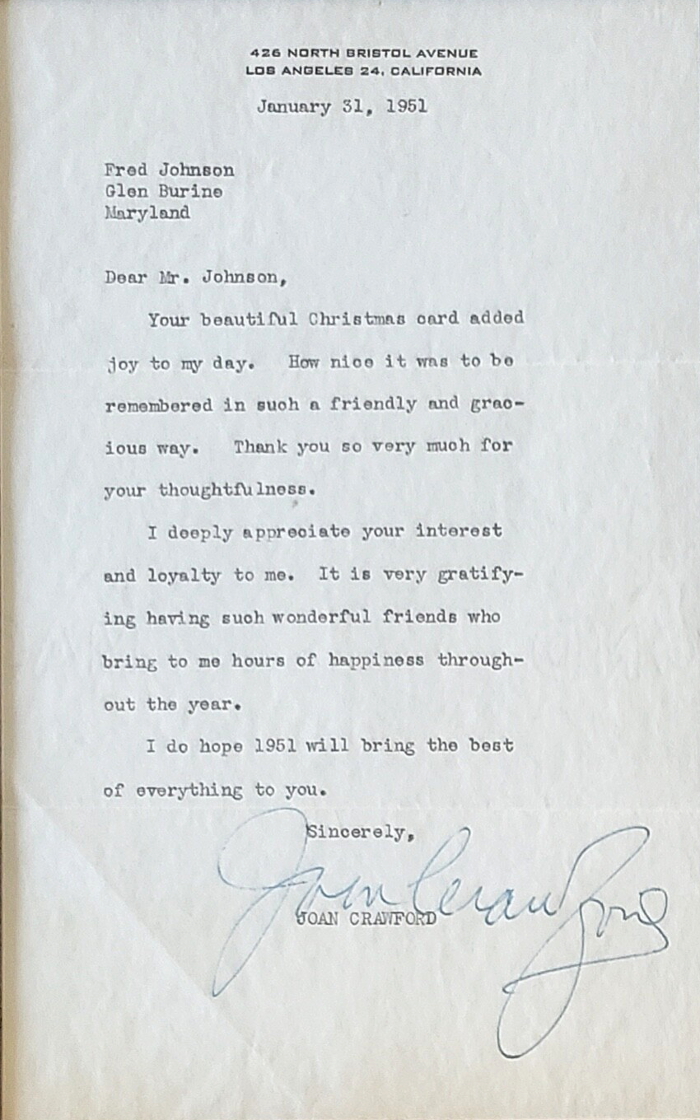 426 NORTH BRISTOL AVENUE
LOS ANGELES 24, CALIFORNIA
January 31, 1951
Fred Johnson
Glen Burine
Maryland
Dear Mr. Johnson,
Your beautiful Christmas card added
joy to my day. How nice it was to be
remembered in such a friendly and grac-
ious way. Thank you so very much for
your thoughtfulness.
I deeply appreciate your interest
and loyalty to me. It is very gratify-
ing having such wonderful friends who
bring to me hours of happiness through-
out the year.
I do hope 1951 will bring the best
of everything to you.
Sincerely,
Joan Crawford
JOAN CRAWFORD